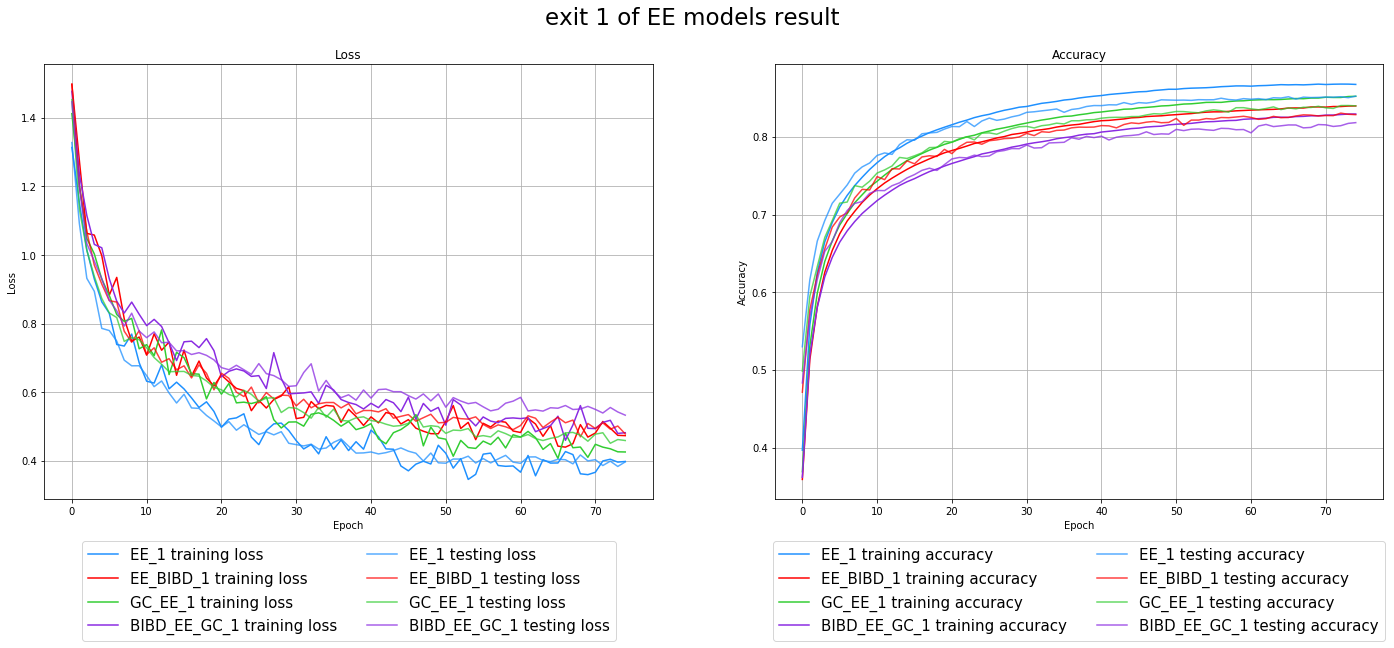 exit 1 of EE models result
Loss
Loss
1.4
1.2
1.0
0.8
0.6
0.4
0 10 20 30 40 50 60 70
Epoch
EE_1 training loss EE_1 testing loss
EE_BIBD_1 training loss EE_BIBD_1 testing loss
GC_EE_1 training loss GC_EE_1 testing loss
BIBD_EE_GC_1 training loss BIBD_EE_GC_1 testing loss
Accuracy
Accuracy
0.8
0.7
0.6
0.5
0.4
0 10 20 30 40 50 60 70
Epoch
EE_1 training accuracy EE_1 testing accuracy
EE_BIBD_1 training accuracy EE_BIBD_1 testing accuracy
GC_EE_1 training accuracy GC_EE_1 testing accuracy
BIBD_EE_GC_1 training accuracy BIBD_EE_GC_1 testing accuracy